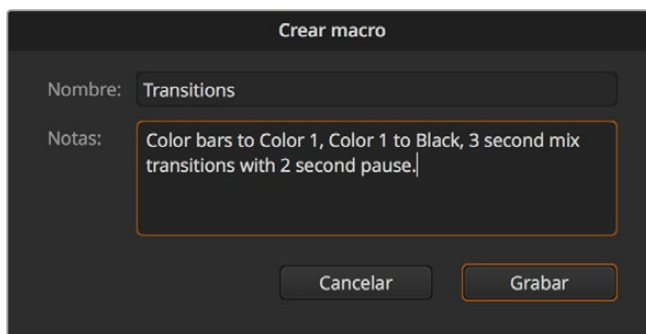 Crear macro
Nombre: Transitions
Notas: Color bars to Color 1, Color 1 to Black, 3 second mix
transitions with 2 second pause.
Cancelar Grabar